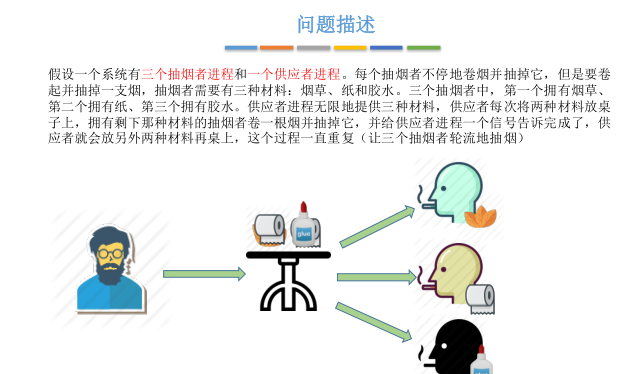 问题描述
假设一个系统有三个抽烟者进程和一个供应者进程。每个抽烟者不停地卷烟并抽掉它，但是要卷
起并抽掉一支烟，抽烟者需要有三种材料：烟草、纸和胶水。三个抽烟者中，第一个拥有烟草、
第二个拥有纸、第三个拥有胶水。供应者进程无限地提供三种材料，供应者每次将两种材料放桌
子上，拥有剩下那种材料的抽烟者卷一根烟并抽掉它，并给供应者进程一个信号告诉完成了，供
应者就会放另外两种材料再桌上，这个过程一直重复（让三个抽烟者轮流地抽烟）
glue